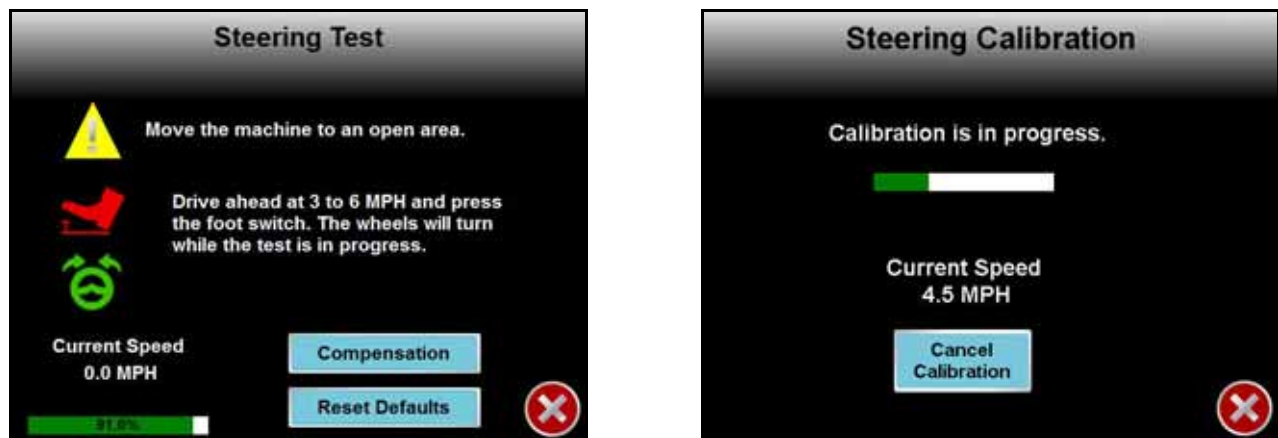 Steering Test
Move the machine to an open area.
Drive ahead at 3 to 6 MPH and press
the foot switch. The wheels will turn
while the test is in progress.
Current Speed
0.0 MPH
Compensation
Reset Defaults
91.0%
Steering Calibration
Calibration is in progress.
Current Speed
4.5 MPH
Cancel
Calibration